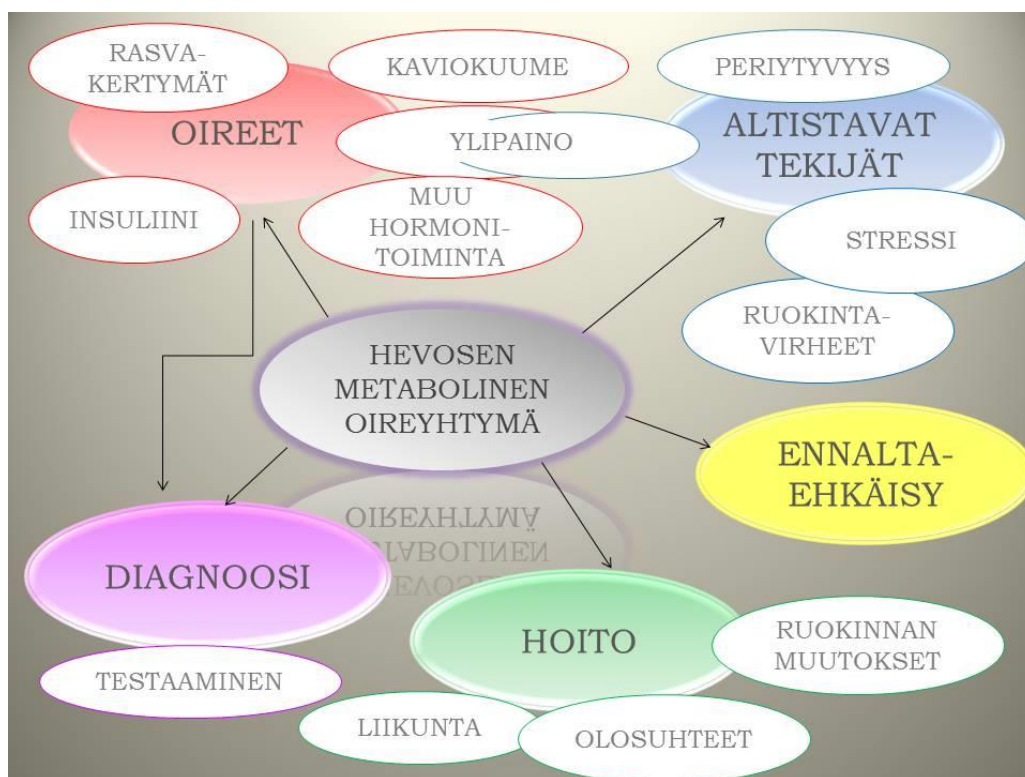 RASVA-
KERTYMÄT
KAVIOKUUME
PERIYTYVYYS
OIREET
YLIPAINO
ALTISTAVAT
TEKIJÄT
INSULIINI
MUU
HORMONI-
TOIMINTA
STRESSI
RUOKINTA-
VIRHEET
HEVOSEN
METABOLINEN
OIREYHTYMÄ
ENNALTA-
EHKÄISY
DIAGNOOSI
TESTAAMINEN
HOITO
RUOKINNAN
MUUTOKSET
LIIKUNTA
OLOSUHTEET